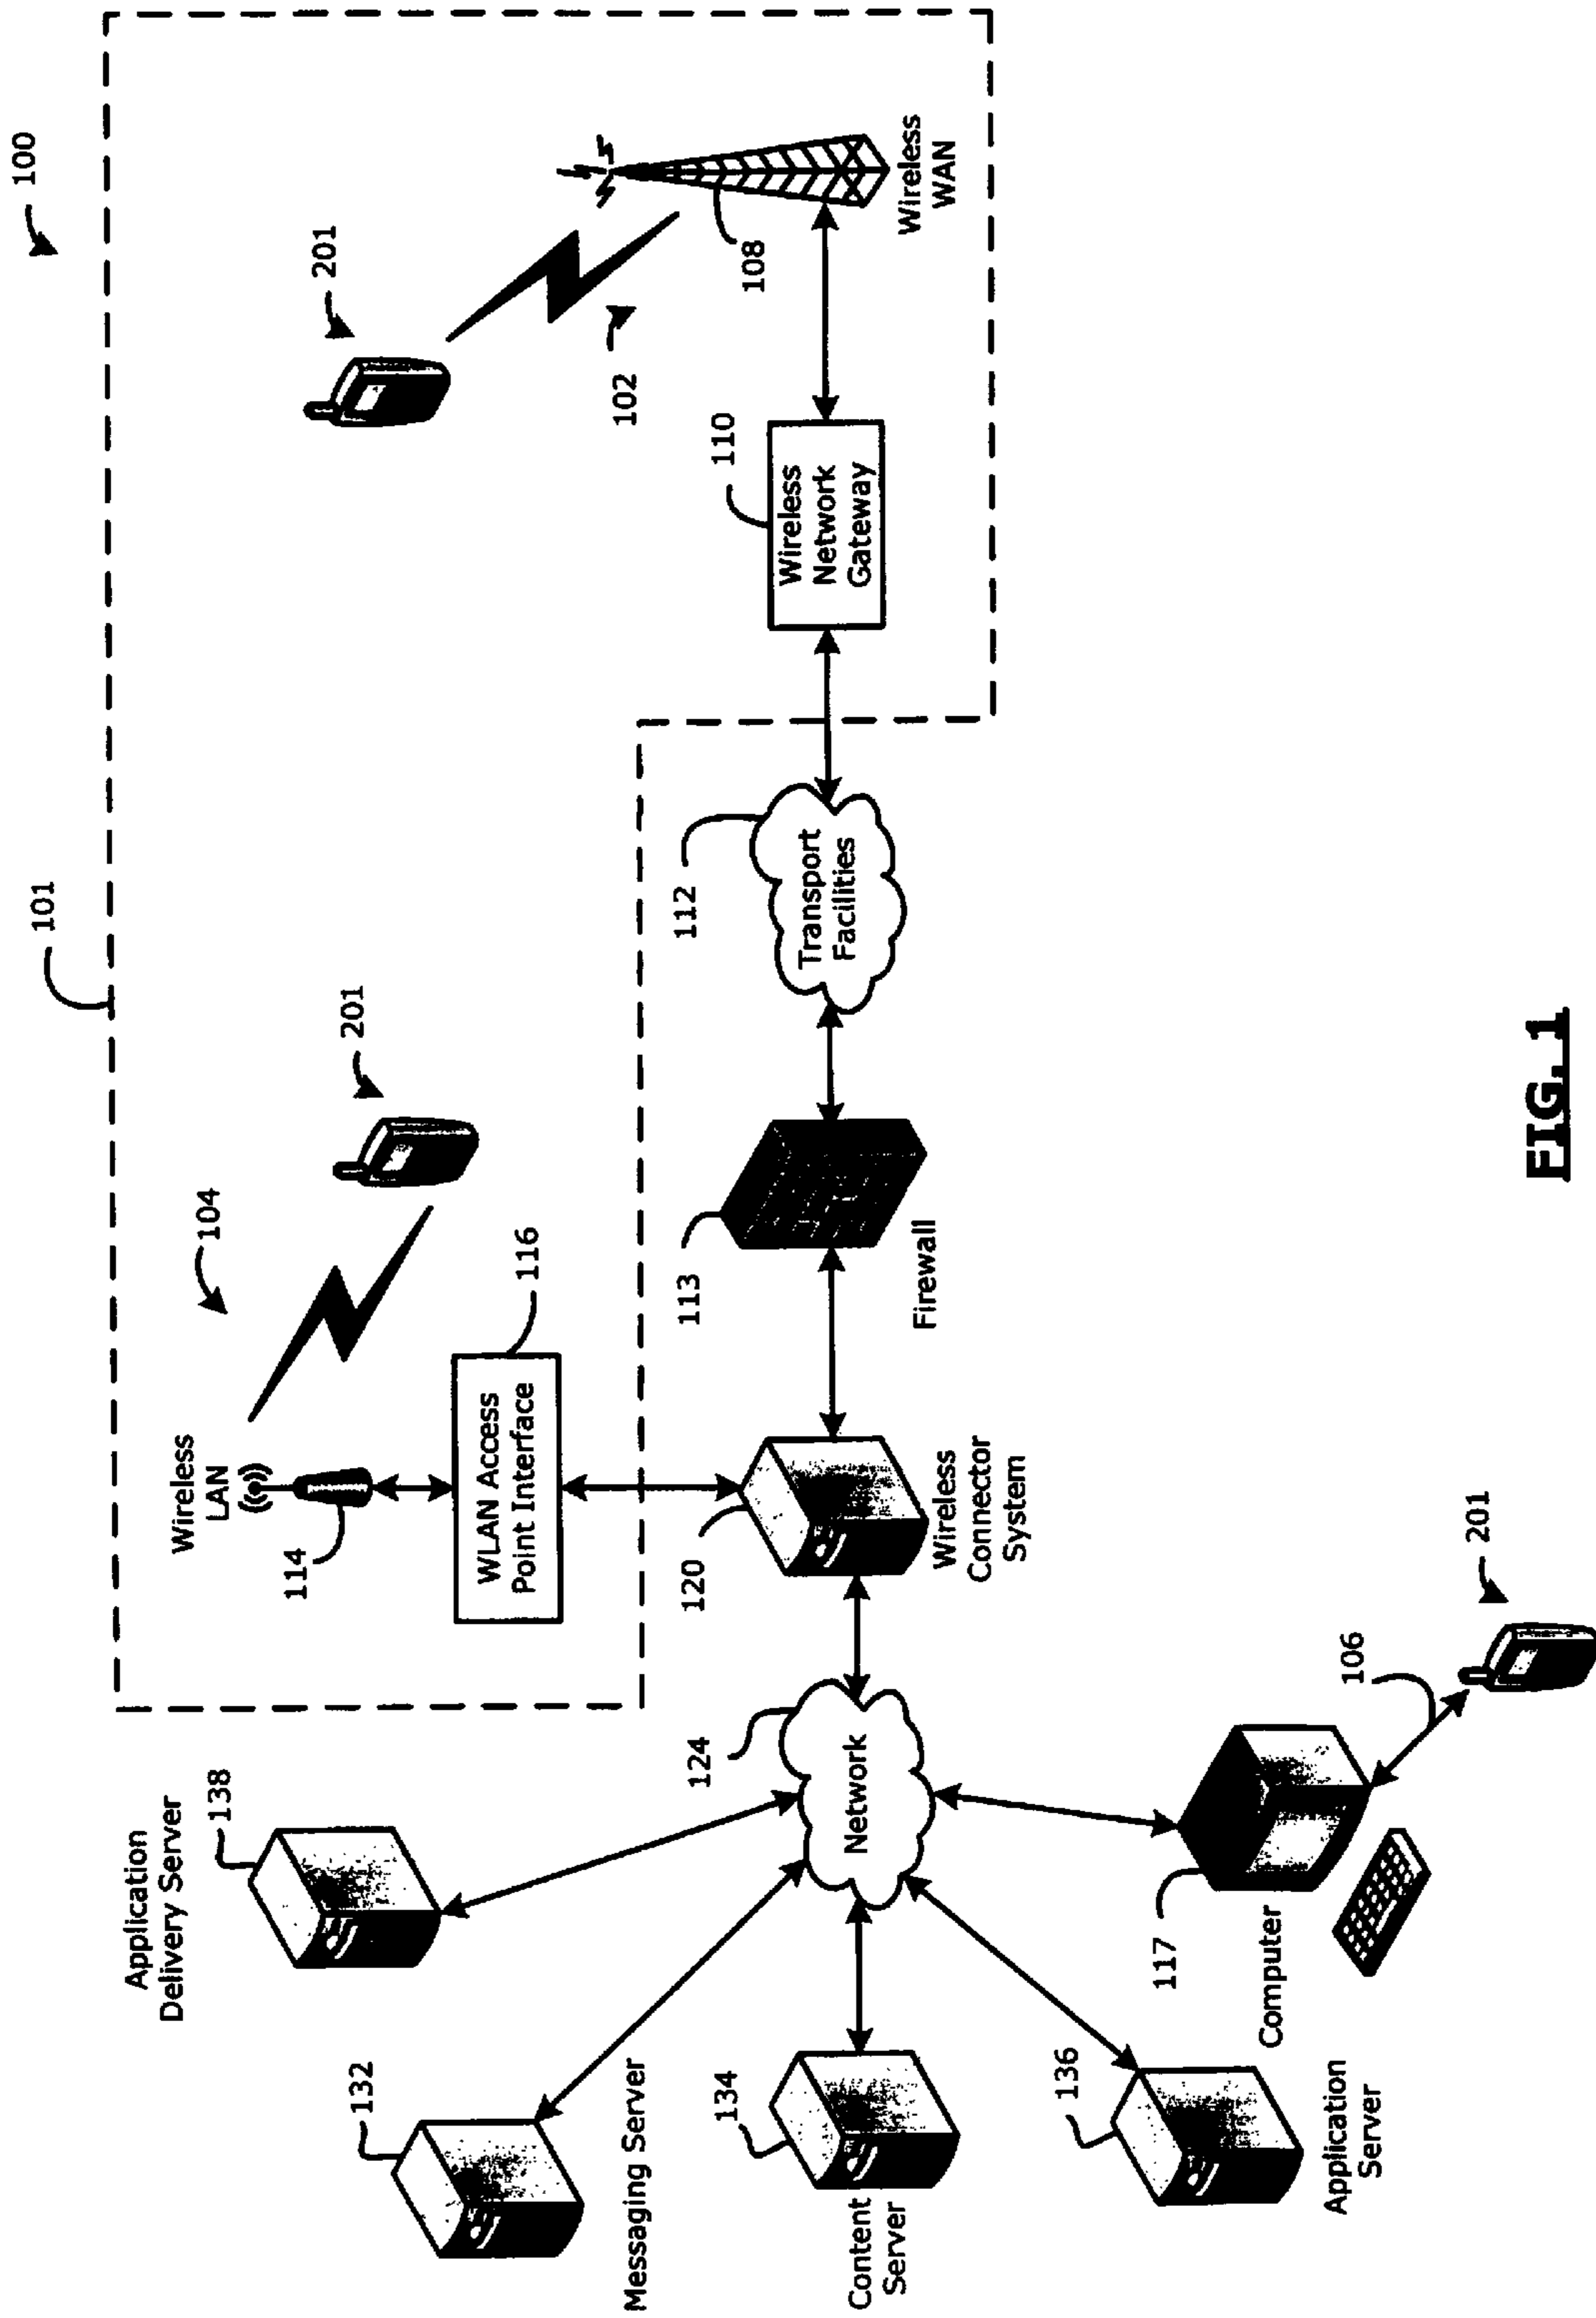 100
101
Wireless
LAN
104
201
201
114
WLAN Access
Point Interface
116
102
108
Wireless
WAN
110
Wireless
Network
Gateway
112
Transport
Facilities
113
Firewall
120
Wireless
Connector
System
124
Network
Application
Delivery Server
138
132
Messaging Server
134
Content
Server
136
Application
Server
117
Computer
106
201
FIG. 1